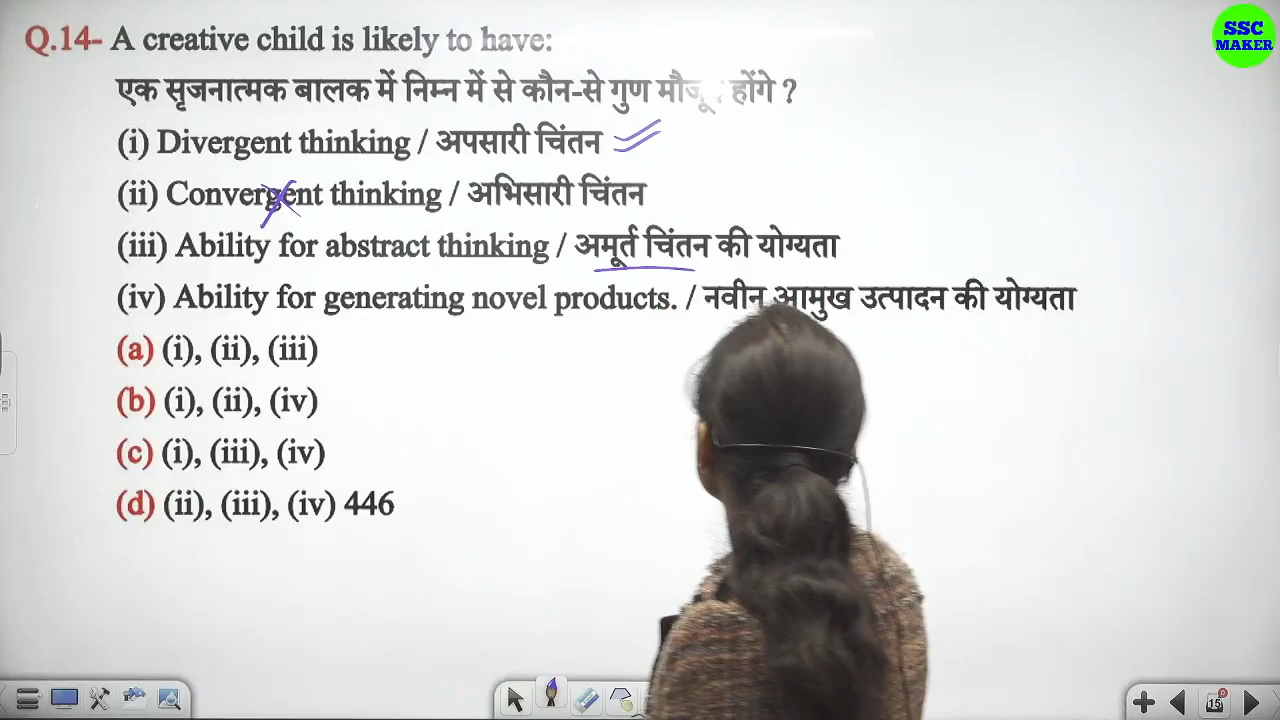 SSC
MAKER
Q.14- A creative child is likely to have:
एक सृजनात्मक बालक में निम्न में से कौन-से गुण होंगे ?
(i) Divergent thinking / अपसारी चिंतन
(ii) Convergent thinking / अभिसारी चिंतन
(iii) Ability for abstract thinking / अमूर्त चिंतन की योग्यता
(iv) Ability for generating novel products. / नवीन आमुख उत्पादन की योग्यता
(a) (i), (ii), (iii)
(b) (i), (ii), (iv)
(c) (i), (iii), (iv)
(d) (ii), (iii), (iv) 446
15